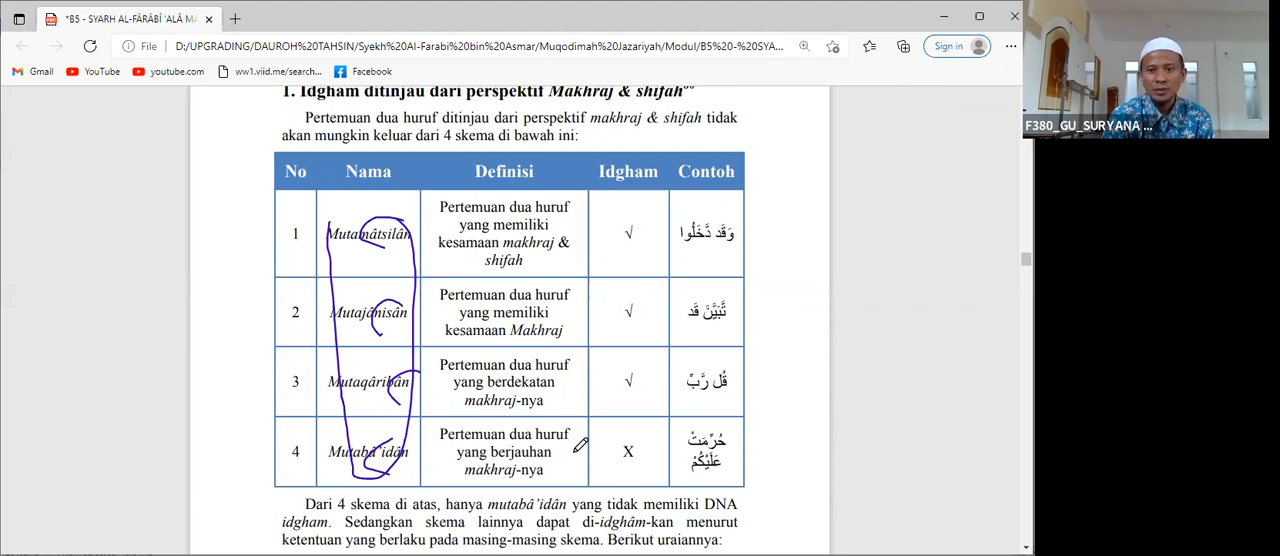 *B5 - SYARH AL-FÂRÂBÎ 'ALÂ MA
File D:/UPGRADING/DAUROH%20TAHSIN/Syekh%20Al-Farabi%20bin%20Asmar/Muqodimah%20Jazariyah/Modul/B5%20-%20SYA...
Sign in
Gmail YouTube youtube.com ww1.viid.me/search... Facebook
F380_GU_SURYANA ...
1. Idgham ditinjau dari perspektif Makhraj & shifah
Pertemuan dua huruf ditinjau dari perspektif makhraj & shifah tidak
akan mungkin keluar dari 4 skema di bawah ini:
No Nama Definisi Idgham Contoh
Pertemuan dua huruf
yang memiliki
1 Mutamâtsilân kesamaan makhraj & √ وَقَد دَّخَلُوا
shifah
Pertemuan dua huruf
2 Mutajânisân yang memiliki √ تَّبَيَّنَ قَد
kesamaan Makhraj
Pertemuan dua huruf
3 Mutaqâribân yang berdekatan √ قُل رَّبِّ
makhraj-nya
Pertemuan dua huruf حُرِّمَتْ
4 Mutabâ'idân yang berjauhan X عَلَيْكُمْ
makhraj-nya
Dari 4 skema di atas, hanya mutabâ'idân yang tidak memiliki DNA
idgham. Sedangkan skema lainnya dapat di-idghâm-kan menurut
ketentuan yang berlaku pada masing-masing skema. Berikut uraiannya: